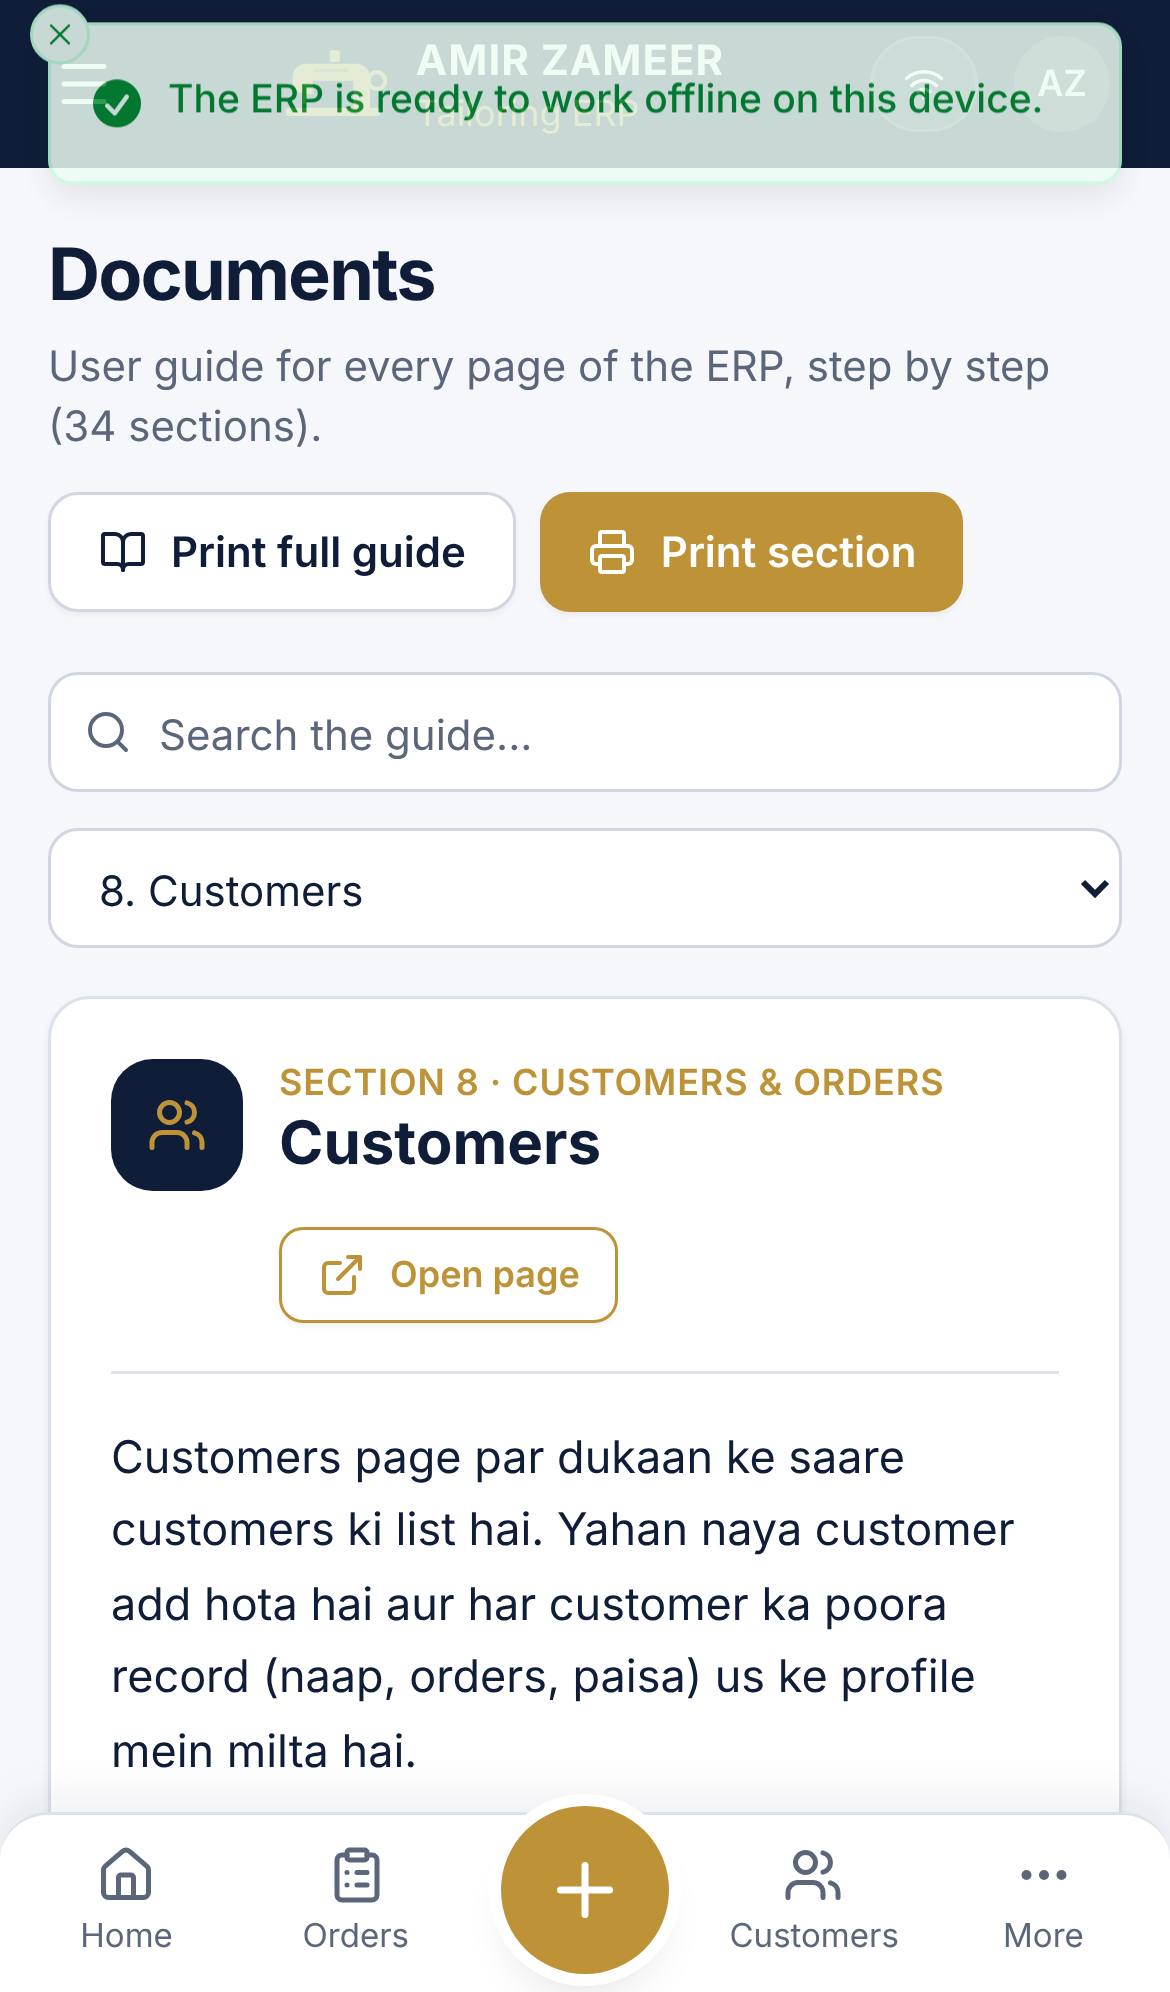 AMIR ZAMEER
Tailoring ERP
AZ
The ERP is ready to work offline on this device.
Documents
User guide for every page of the ERP, step by step
(34 sections).
Print full guide
Print section
Search the guide...
8. Customers
SECTION 8 · CUSTOMERS & ORDERS
Customers
Open page
Customers page par dukaan ke saare
customers ki list hai. Yahan naya customer
add hota hai aur har customer ka poora
record (naap, orders, paisa) us ke profile
mein milta hai.
Home
Orders
Customers
More